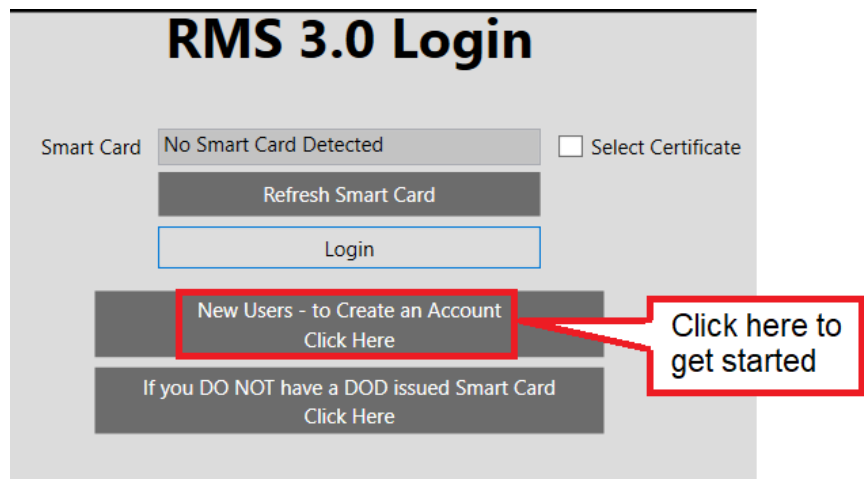 RMS 3.0 Login
Smart Card No Smart Card Detected Select Certificate
Refresh Smart Card
Login
New Users - to Create an Account
Click Here
Click here to
get started
If you DO NOT have a DOD issued Smart Card
Click Here